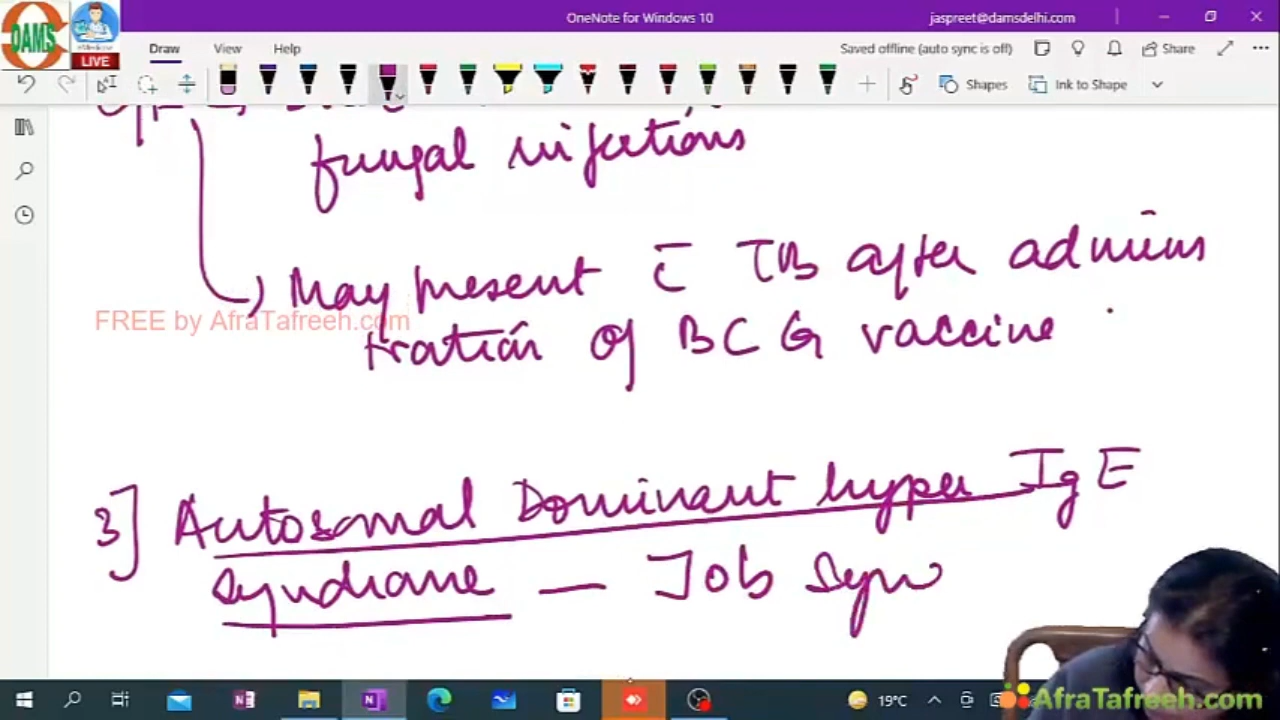 OneNote for Windows 10
jaspreet@damsdelhi.com
DAMS
eMedicoz
LIVE
Draw View Help
Saved offline (auto sync is off)
Share
Shapes
Ink to Shape
fungal infections
May present c̄ TB after adminis
FREE by AfraTafreeh.com
tration of BCG vaccine
3] Autosomal Dominant hyper IgE
syndrome — Job Syn
19°C
AfraTafreeh.com